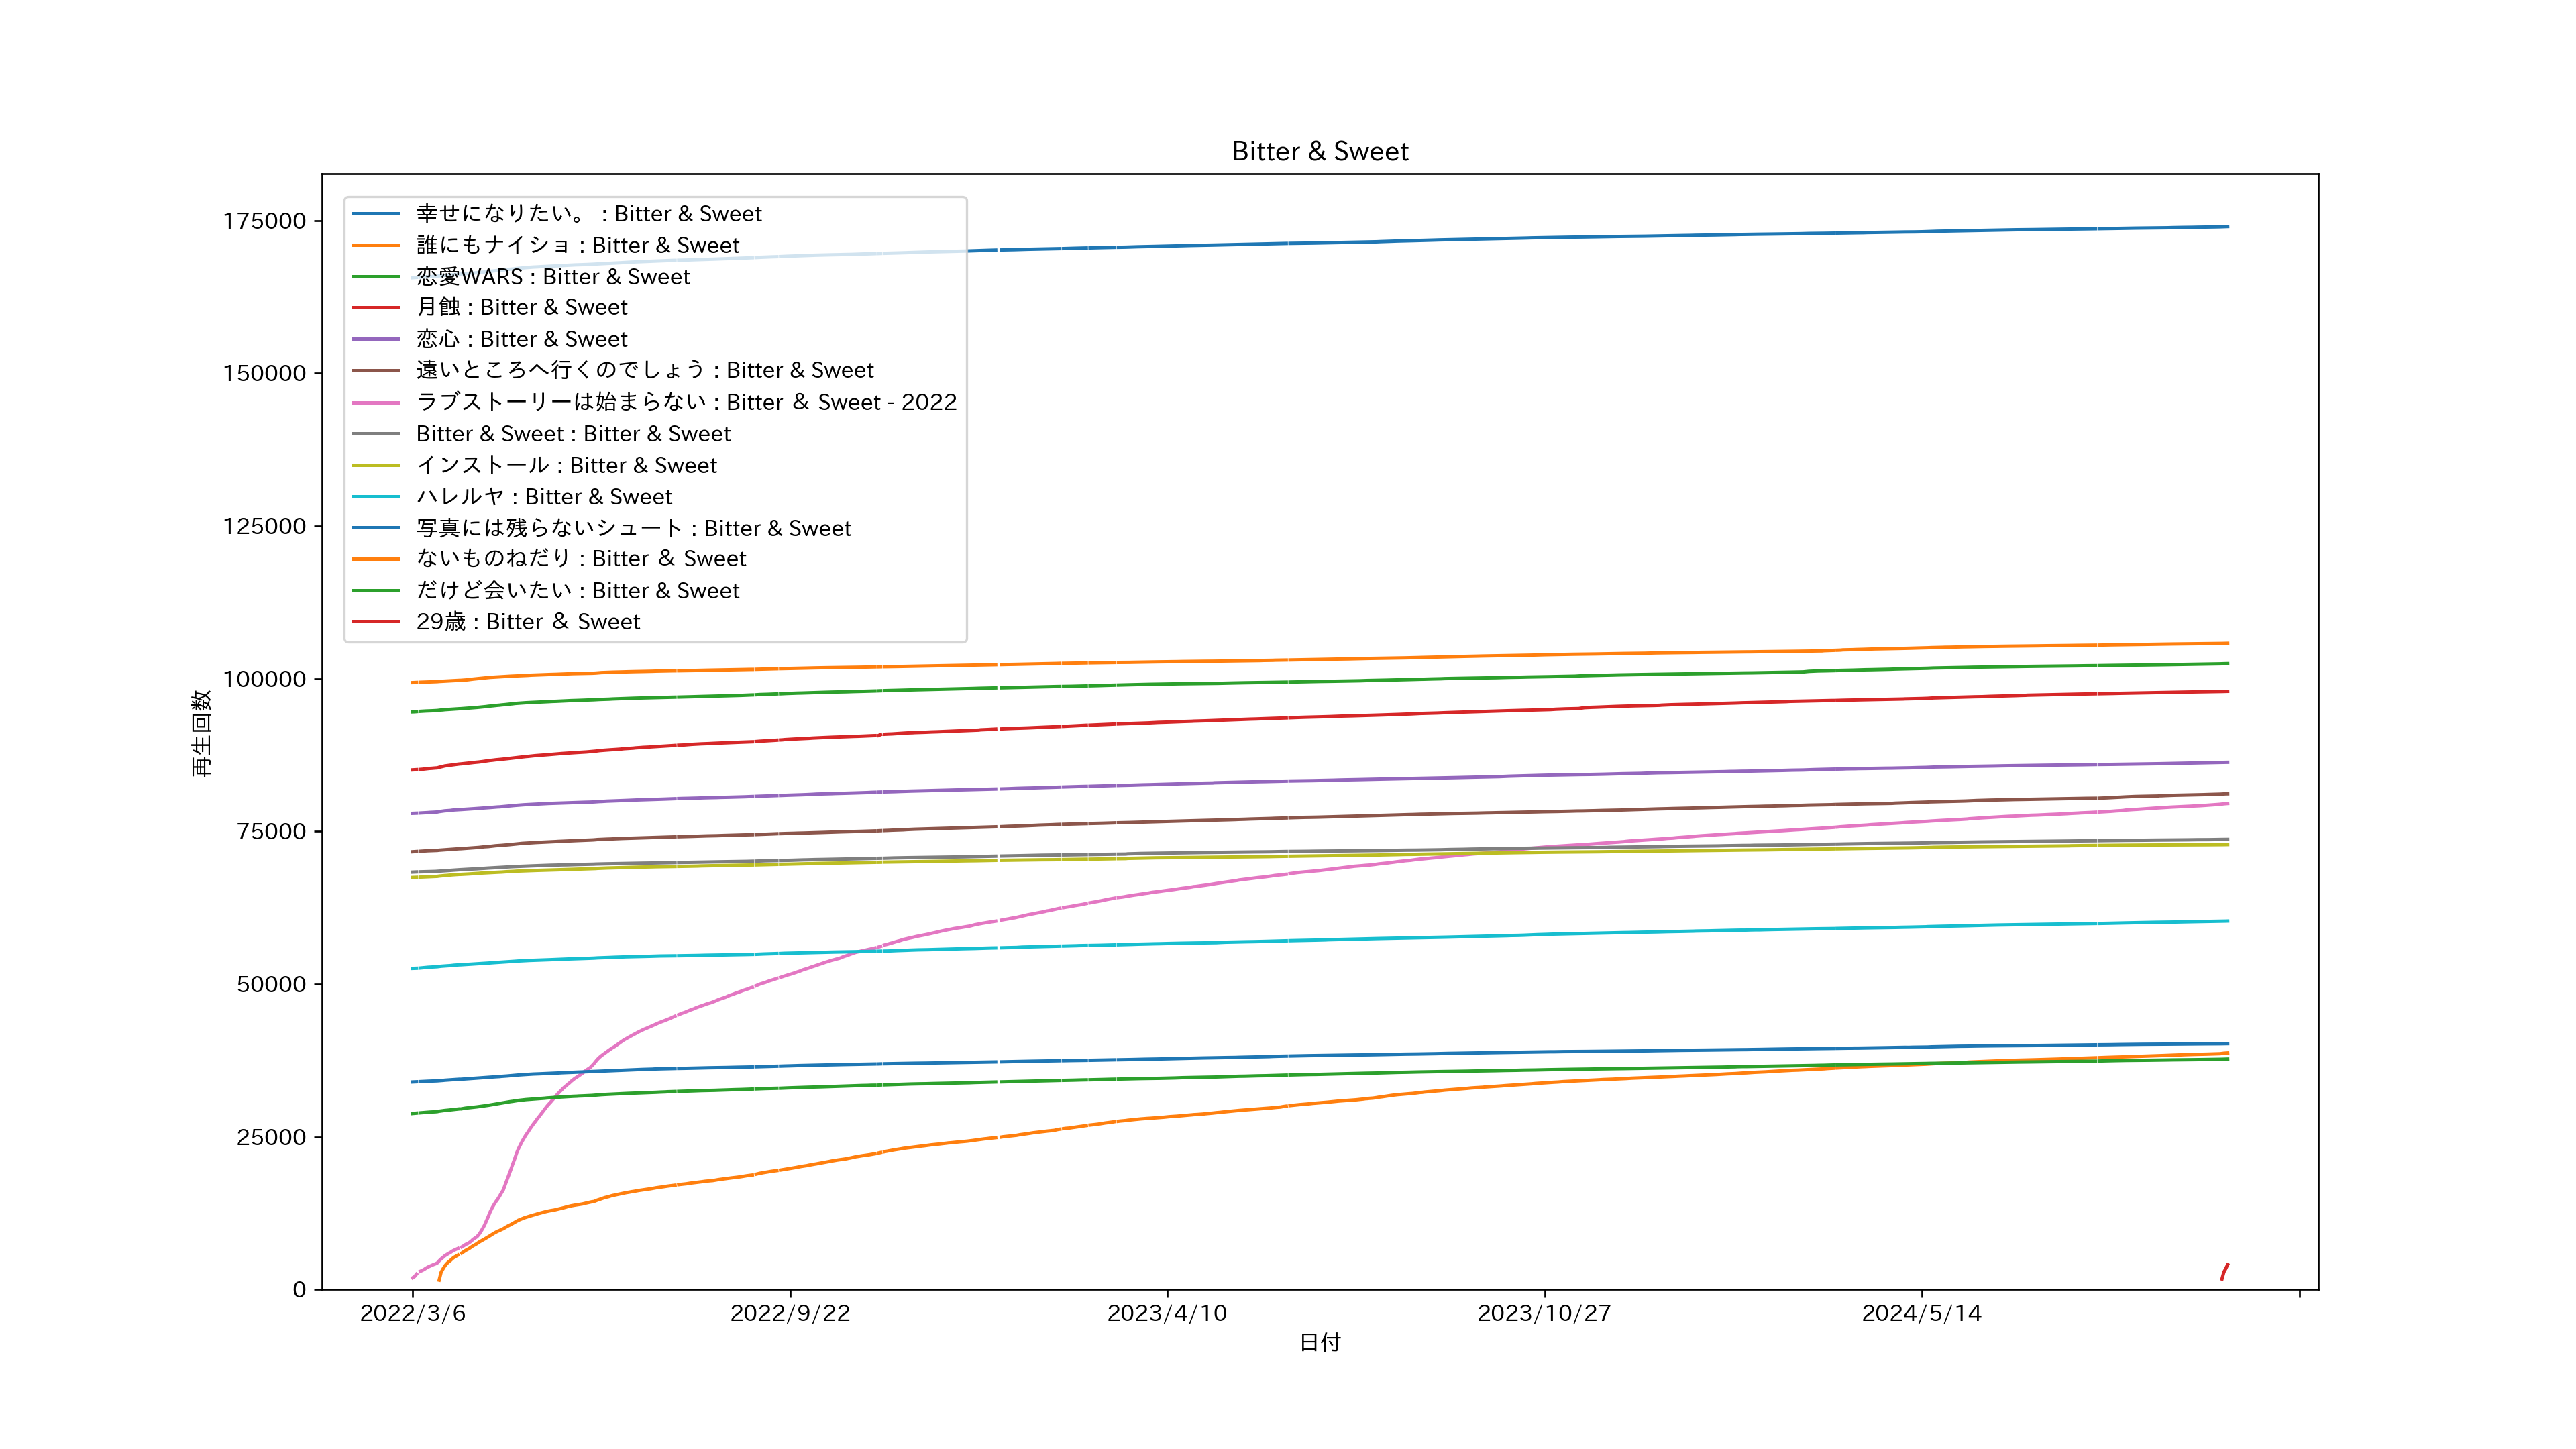 Bitter & Sweet
175000
150000
125000
100000
75000
50000
25000
0
再生回数
幸せになりたい。 : Bitter & Sweet
誰にもナイショ : Bitter & Sweet
恋愛WARS : Bitter & Sweet
月蝕 : Bitter & Sweet
恋心 : Bitter & Sweet
遠いところへ行くのでしょう : Bitter & Sweet
ラブストーリーは始まらない : Bitter ＆ Sweet - 2022
Bitter & Sweet : Bitter & Sweet
インストール : Bitter & Sweet
ハレルヤ : Bitter & Sweet
写真には残らないシュート : Bitter & Sweet
ないものねだり : Bitter ＆ Sweet
だけど会いたい : Bitter & Sweet
29歳 : Bitter ＆ Sweet
2022/3/6 2022/9/22 2023/4/10 2023/10/27 2024/5/14
日付